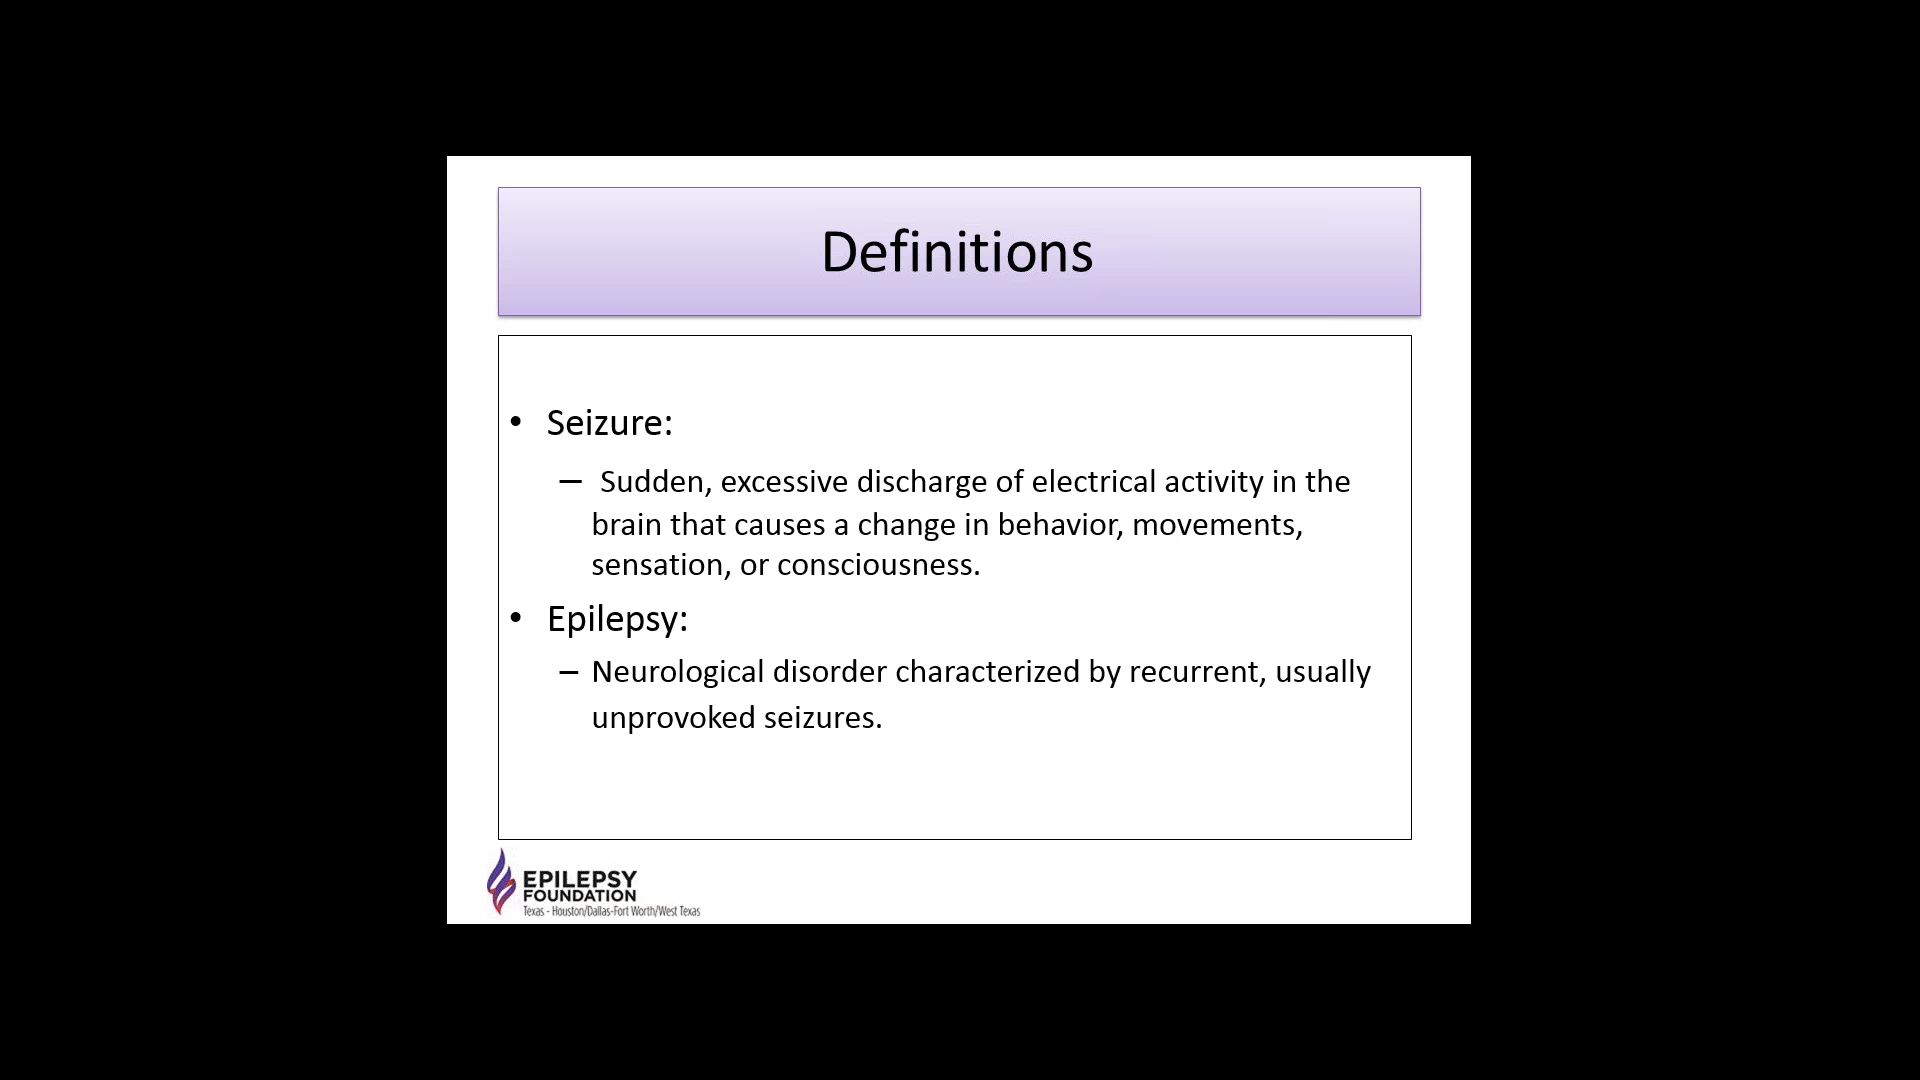 Definitions
• Seizure:
– Sudden, excessive discharge of electrical activity in the
brain that causes a change in behavior, movements,
sensation, or consciousness.
• Epilepsy:
– Neurological disorder characterized by recurrent, usually
unprovoked seizures.
EPILEPSY
FOUNDATION
Texas - Houston/Dallas-Fort Worth/West Texas